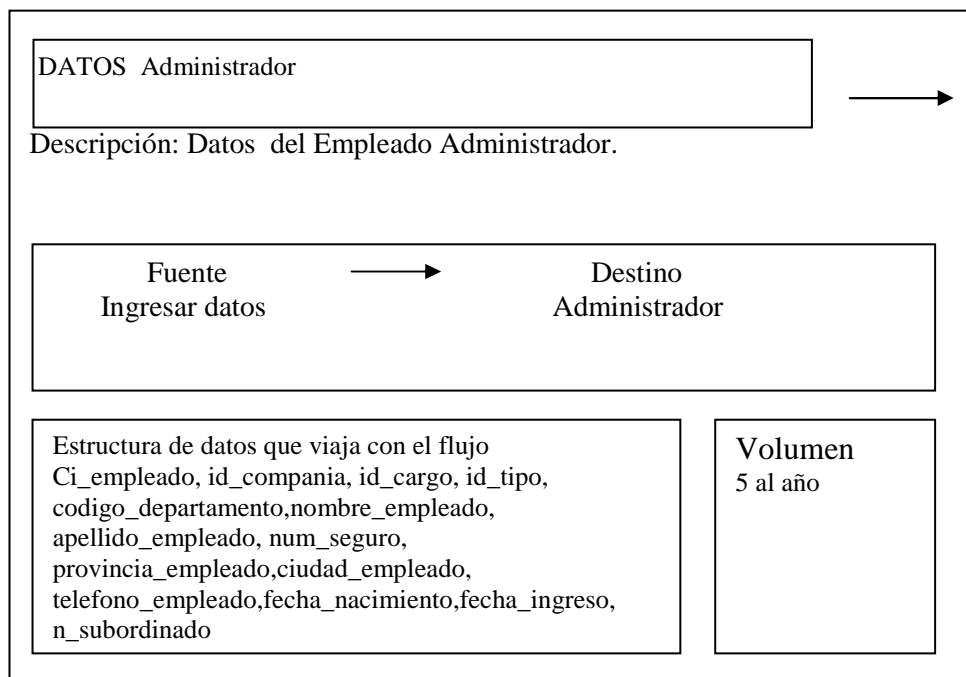 DATOS  Administrador
Descripción: Datos  del Empleado Administrador.
Fuente
Ingresar datos
Destino
Administrador
Estructura de datos que viaja con el flujo
Ci_empleado, id_compania, id_cargo, id_tipo,
codigo_departamento,nombre_empleado,
apellido_empleado, num_seguro,
provincia_empleado,ciudad_empleado,
telefono_empleado,fecha_nacimiento,fecha_ingreso,
n_subordinado
Volumen
5 al año